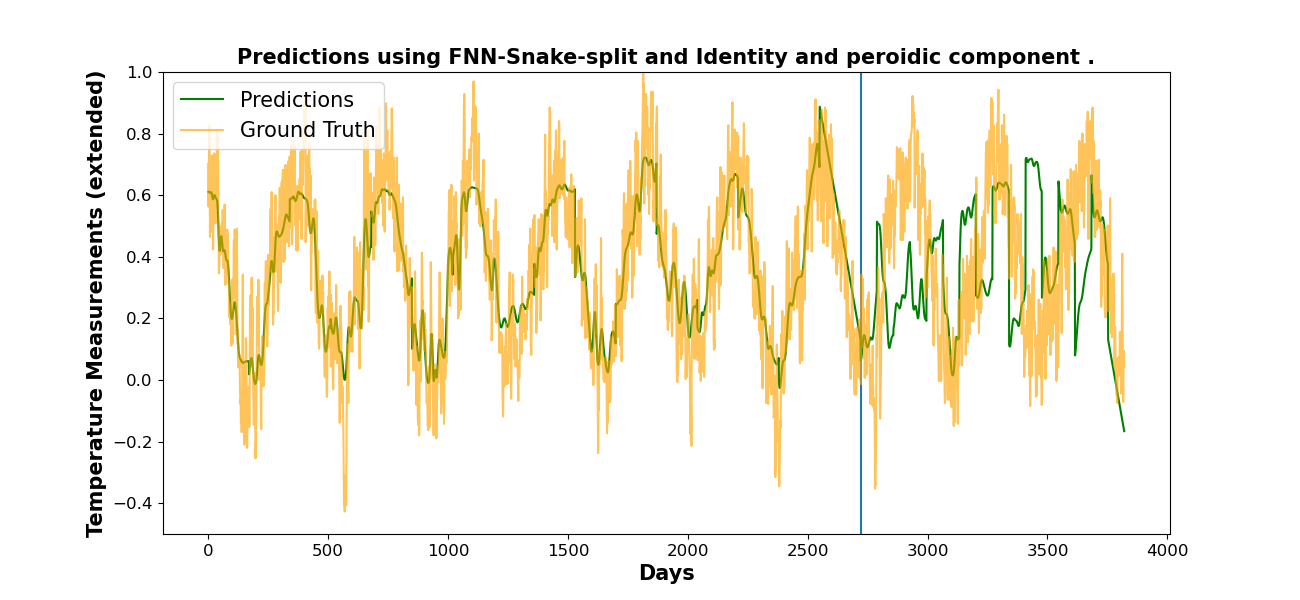 Predictions using FNN-Snake-split and Identity and peroidic component .
Temperature Measurements (extended)
1.0
0.8
0.6
0.4
0.2
0.0
−0.2
−0.4
Predictions
Ground Truth
0 500 1000 1500 2000 2500 3000 3500 4000
Days